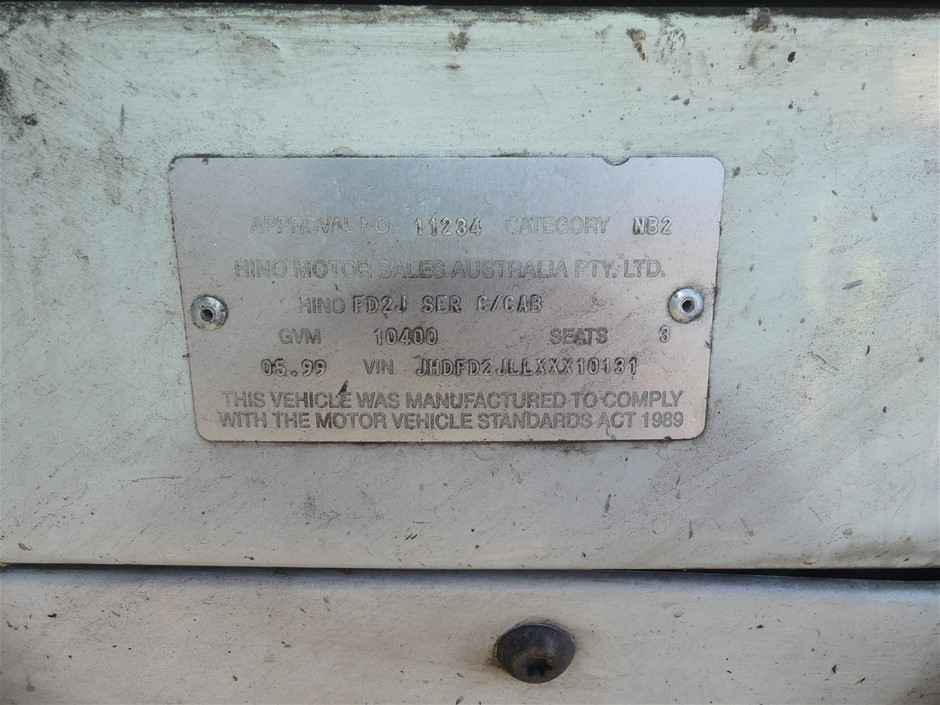 APPROVAL NO. 11234 CATEGORY NB2
HINO MOTOR SALES AUSTRALIA PTY. LTD.
HINO FD2J SER C/CAB
GVM 10400 SEATS 3
05.99 VIN JHDFD2JLLXXX10131
THIS VEHICLE WAS MANUFACTURED TO COMPLY
WITH THE MOTOR VEHICLE STANDARDS ACT 1989